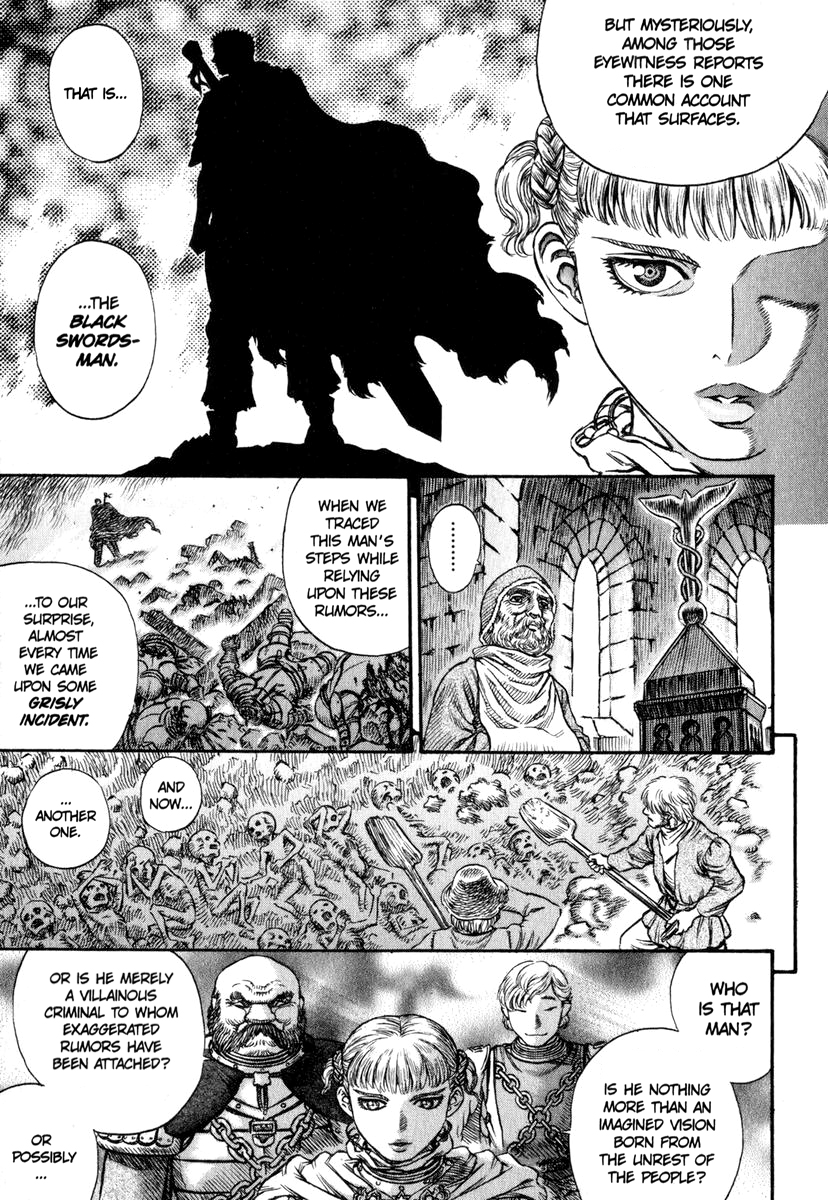 BUT MYSTERIOUSLY,
AMONG THOSE
EYEWITNESS REPORTS
THERE IS ONE
COMMON ACCOUNT
THAT SURFACES.
THAT IS...
...THE
BLACK
SWORDS-
MAN.
........
WHEN WE
TRACED
THIS MAN'S
STEPS WHILE
RELYING
UPON THESE
RUMORS...
...TO OUR
SURPRISE,
ALMOST
EVERY TIME
WE CAME
UPON SOME
GRISLY
INCIDENT.
AND
NOW...
...
ANOTHER
ONE.
WHO
IS THAT
MAN?
IS HE NOTHING
MORE THAN AN
IMAGINED VISION
BORN FROM
THE UNREST OF
THE PEOPLE?
OR IS HE MERELY
A VILLAINOUS
CRIMINAL TO WHOM
EXAGGERATED
RUMORS HAVE
BEEN ATTACHED?
OR
POSSIBLY
...